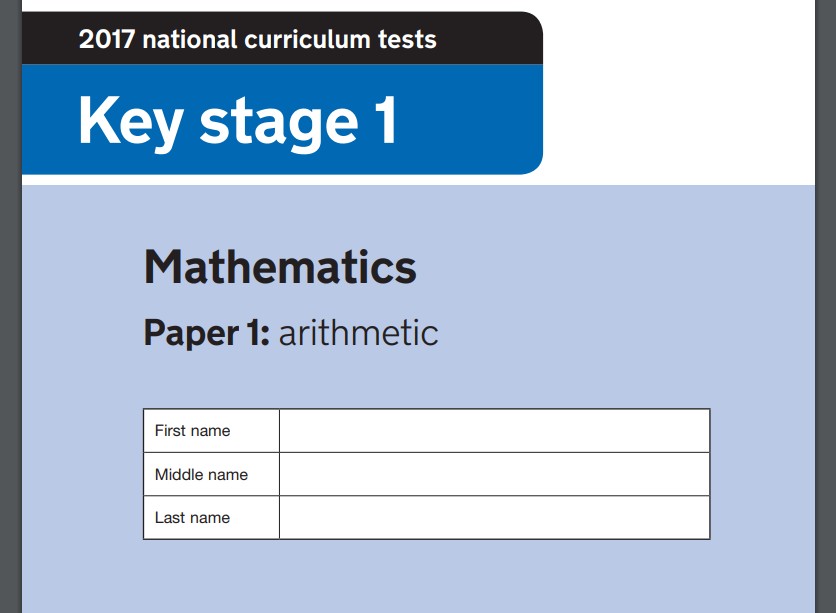 2017 national curriculum tests
Key stage 1
Mathematics
Paper 1: arithmetic
First name
Middle name
Last name